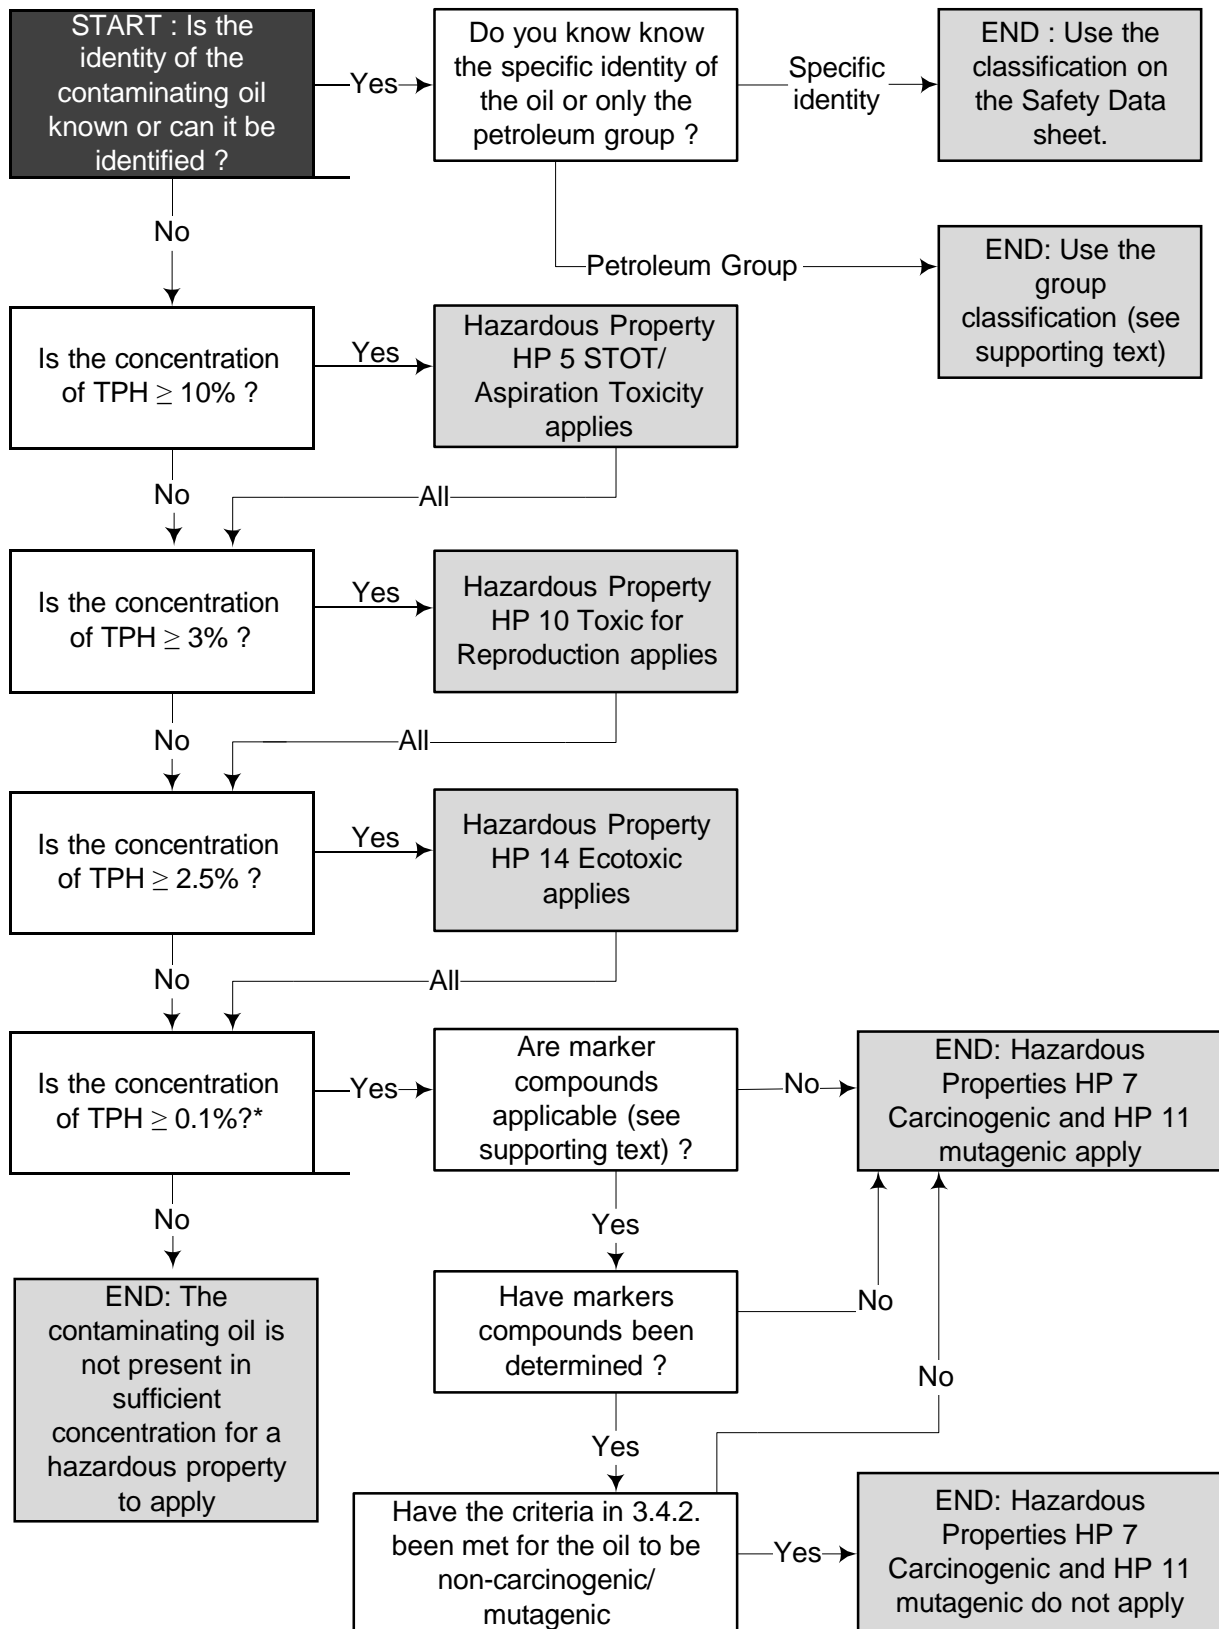 START : Is the
identity of the
contaminating oil
known or can it be
identified ?
Yes
Do you know know
the specific identity of
the oil or only the
petroleum group ?
Specific
identity
END : Use the
classification on
the Safety Data
sheet.
No
Petroleum Group
END: Use the
group
classification (see
supporting text)
Is the concentration
of TPH ≥ 10% ?
Yes
Hazardous Property
HP 5 STOT/
Aspiration Toxicity
applies
No
All
Is the concentration
of TPH ≥ 3% ?
Yes
Hazardous Property
HP 10 Toxic for
Reproduction applies
No
All
Is the concentration
of TPH ≥ 2.5% ?
Yes
Hazardous Property
HP 14 Ecotoxic
applies
No
All
Is the concentration
of TPH ≥ 0.1%?*
Yes
Are marker
compounds
applicable (see
supporting text) ?
No
END: Hazardous
Properties HP 7
Carcinogenic and HP 11
mutagenic apply
No
Yes
END: The
contaminating oil is
not present in
sufficient
concentration for a
hazardous property
to apply
Have markers
compounds been
determined ?
No
No
Yes
Have the criteria in 3.4.2.
been met for the oil to be
non-carcinogenic/
mutagenic
Yes
END: Hazardous
Properties HP 7
Carcinogenic and HP 11
mutagenic do not apply